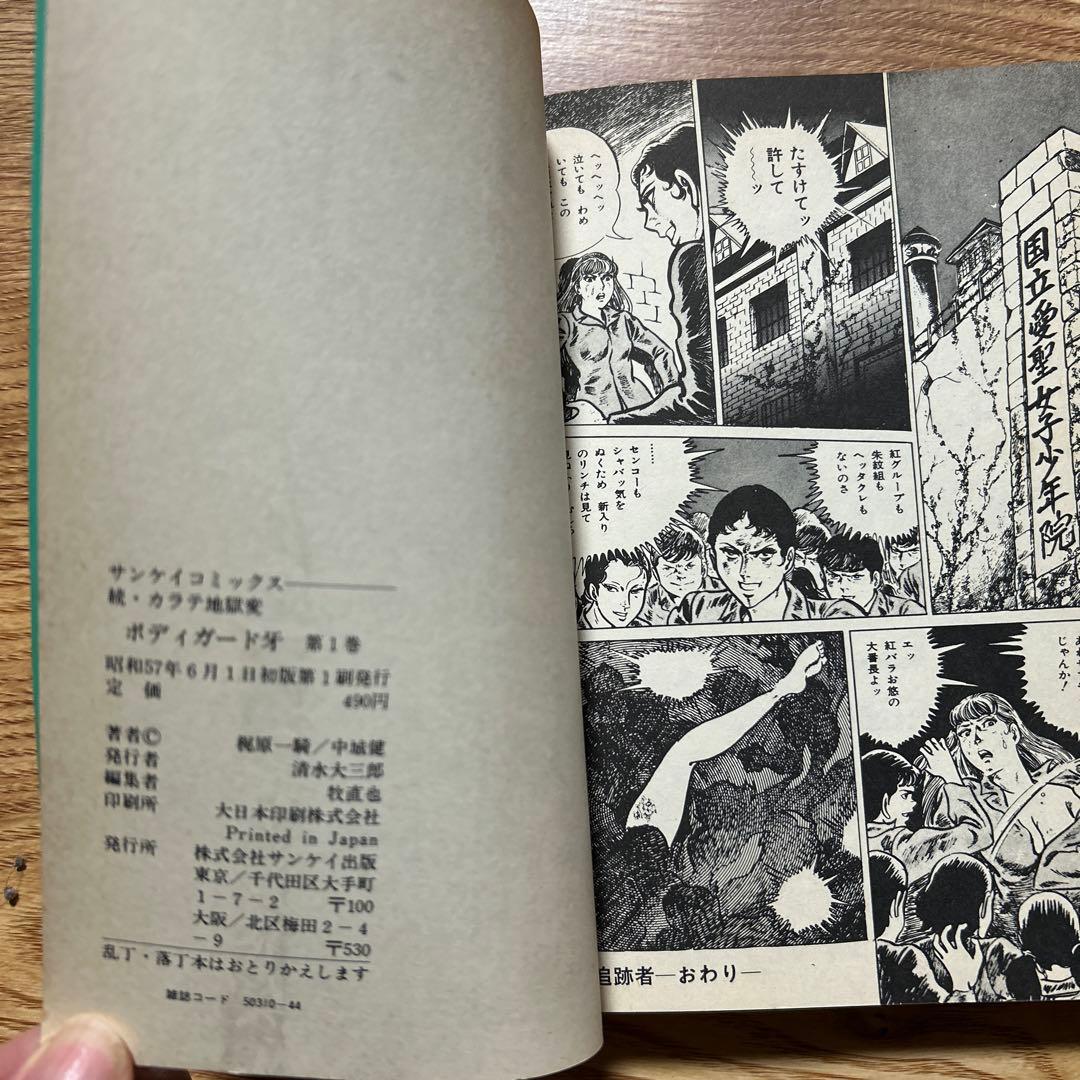 サンケイコミックス
続・カラテ地獄変
ボディガード牙 第1巻
昭和57年6月1日初版第1刷発行
定価 490円
著者© 梶原一騎/中城健
発行者 清水大三郎
編集者 牧直也
印刷所 大日本印刷株式会社
Printed in Japan
発行所 株式会社サンケイ出版
東京/千代田区大手町
1-7-2 〒100
大阪/北区梅田2-4
-9 〒530
乱丁・落丁本はおとりかえします
雑誌コード 50310-44
国立愛聖女子少年院
たすけてッ
許して
〜〜ッ
ヘッヘヘッ
泣いても わめ
いても この
紅グループも
朱紋組も
ヘッタクレも
ないのさ
……
センコーも
シャバッ気を
ぬくため 新入り
のリンチは見て
じゃんか!
エッ
紅バラお悠の
大番長よッ
追跡者―おわり―